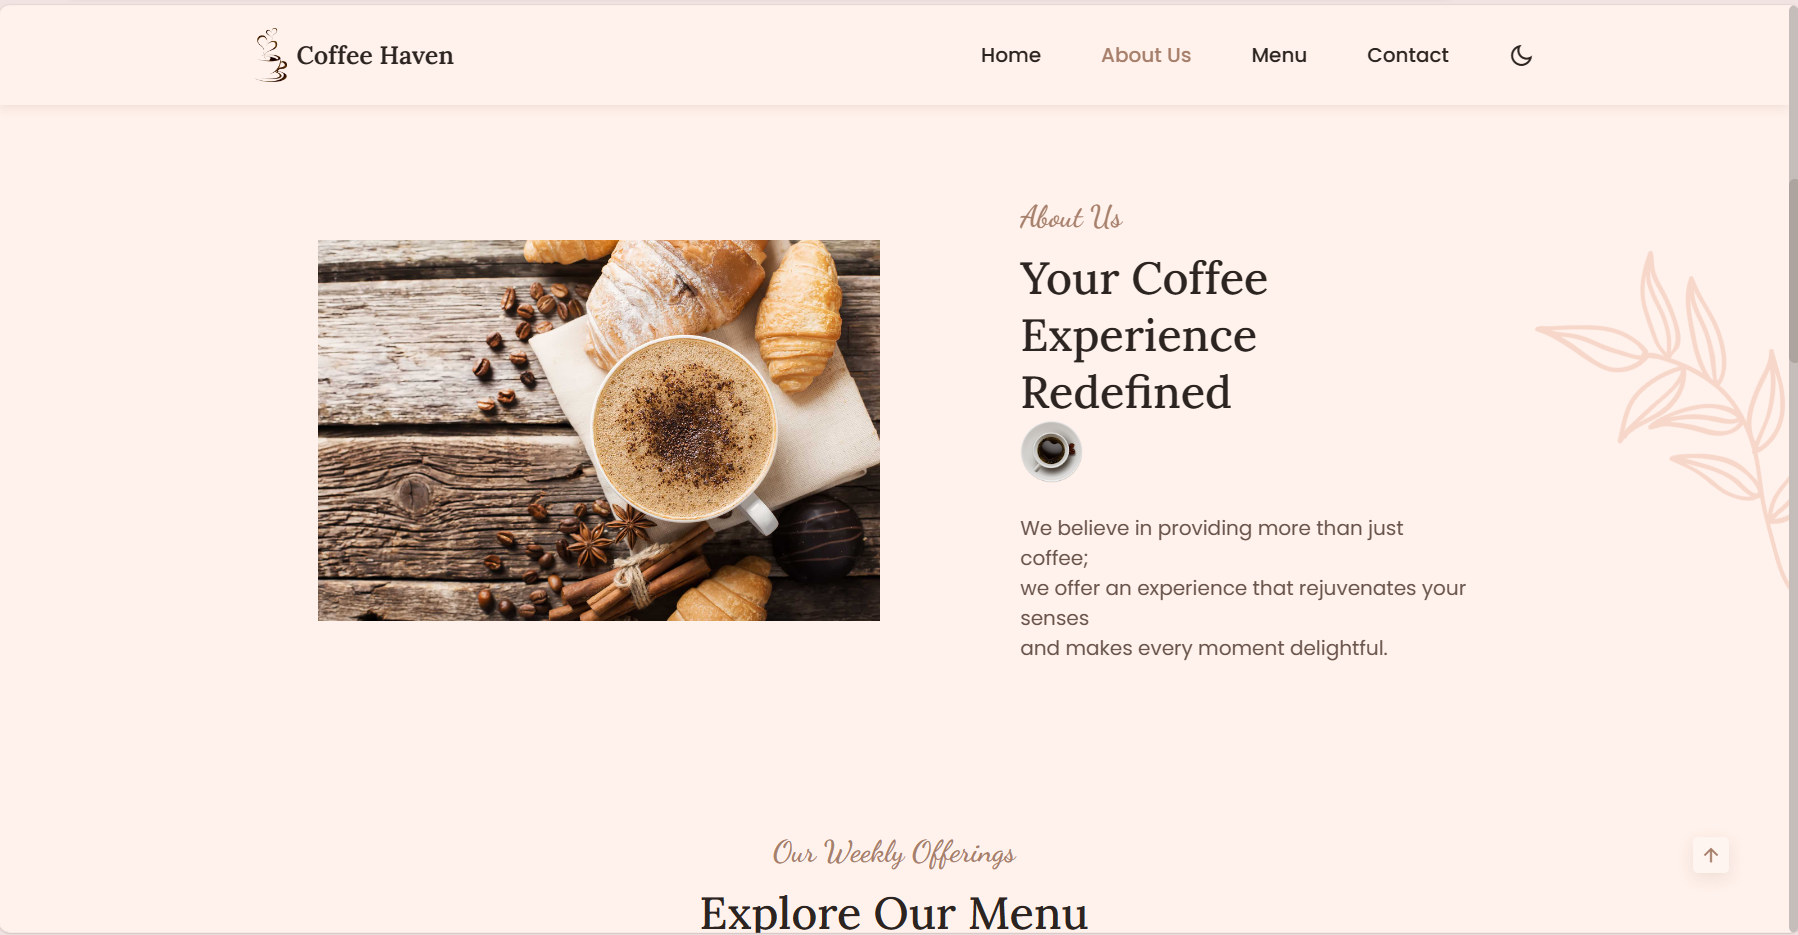 Coffee Haven
Home
About Us
Menu
Contact
About Us
Your Coffee
Experience
Redefined
We believe in providing more than just
coffee;
we offer an experience that rejuvenates your
senses
and makes every moment delightful.
Our Weekly Offerings
Explore Our Menu